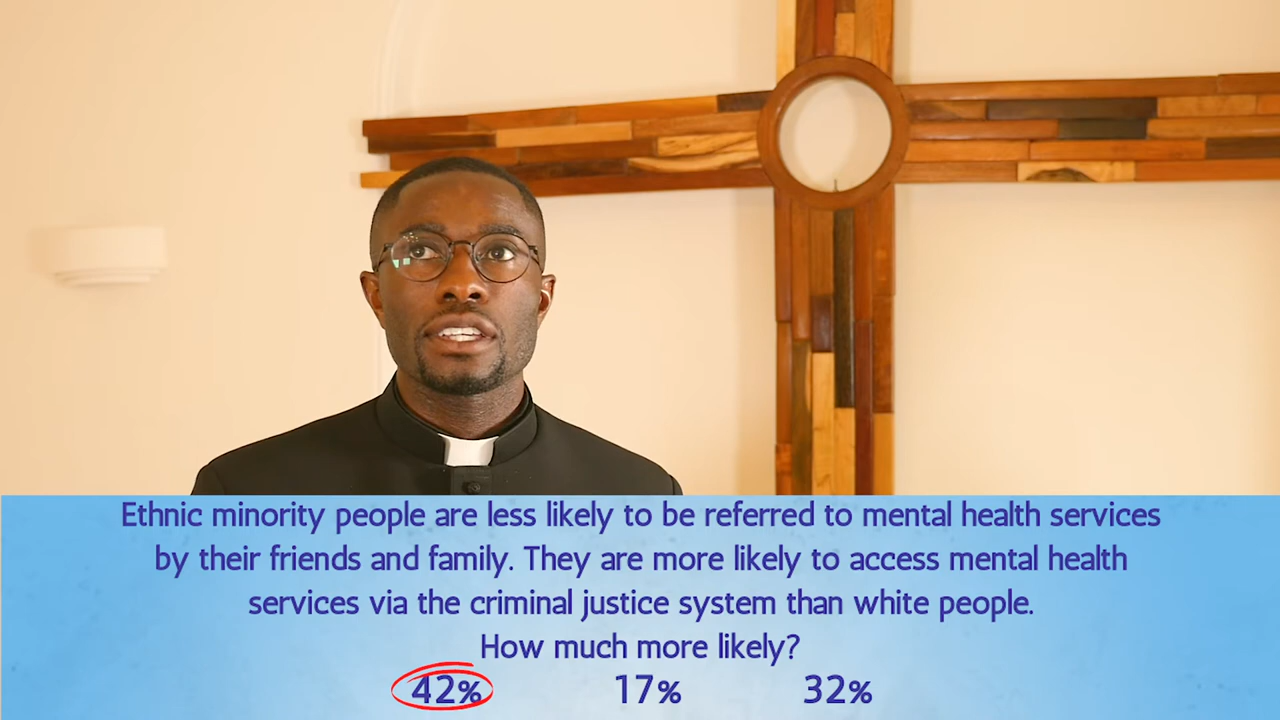 Ethnic minority people are less likely to be referred to mental health services
by their friends and family. They are more likely to access mental health
services via the criminal justice system than white people.
How much more likely?
42% 17% 32%